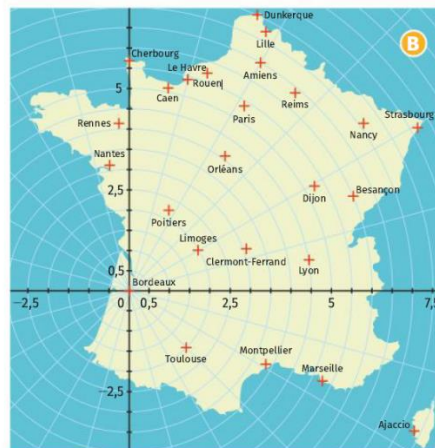 Dunkerque
B
Lille
Cherbourg
Le Havre
Amiens
5
Rouen
Caen
Reims
Paris
Strasbourg
Rennes
Nancy
Nantes
Orléans
2,5
Dijon
Besançon
Poitiers
Limoges
0,5
Clermont-Ferrand
Lyon
Bordeaux
−2,5
0
0,5
2,5
5
7,5
Toulouse
Montpellier
Marseille
−2,5
Ajaccio